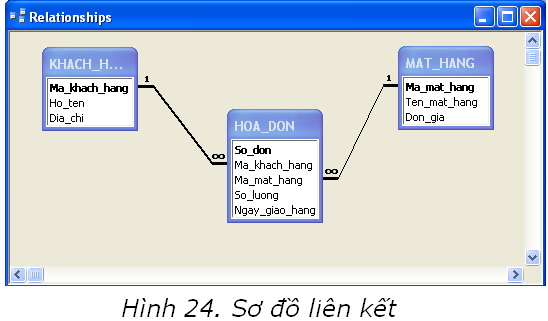 Relationships
KHACH_H...
Ma_khach_hang
Ho_ten
Dia_chi
1
HOA_DON
So_don
Ma_khach_hang
Ma_mat_hang
So_luong
Ngay_giao_hang
∞
∞
MAT_HANG
Ma_mat_hang
Ten_mat_hang
Don_gia
1
Hình 24. Sơ đồ liên kết